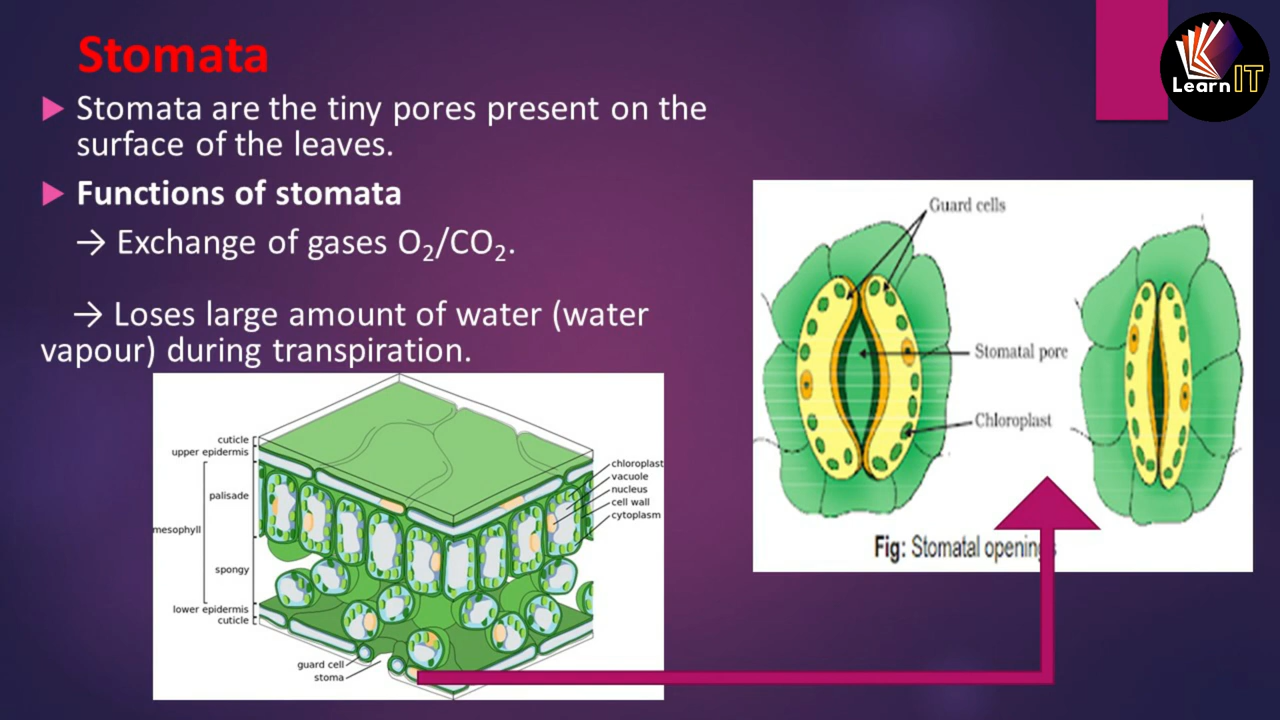 Stomata
Stomata are the tiny pores present on the
surface of the leaves.
Functions of stomata
→ Exchange of gases O₂/CO₂.
→ Loses large amount of water (water
vapour) during transpiration.
Learn IT
Guard cells
Stomatal pore
Chloroplast
Fig: Stomatal openings
cuticle
upper epidermis
palisade
mesophyll
spongy
lower epidermis
cuticle
guard cell
stoma
chloroplast
vacuole
nucleus
cell wall
cytoplasm